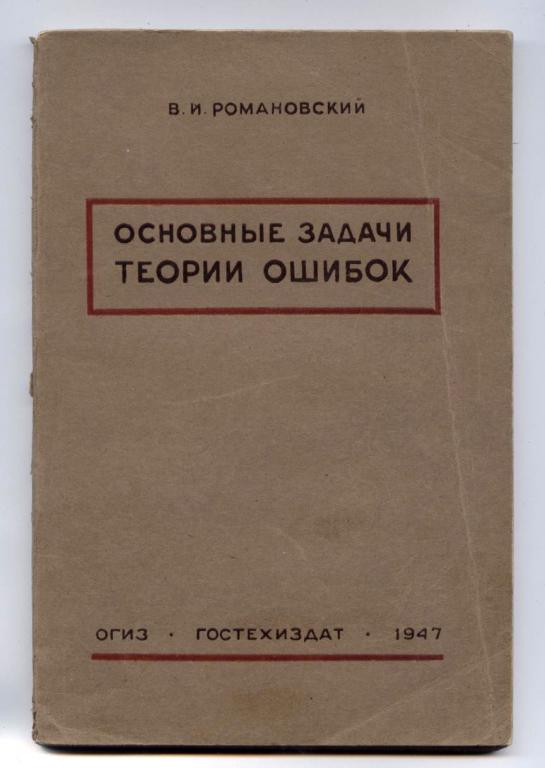 В. И. РОМАНОВСКИЙ
ОСНОВНЫЕ ЗАДАЧИ
ТЕОРИИ ОШИБОК
ОГИЗ · ГОСТЕХИЗДАТ · 1947